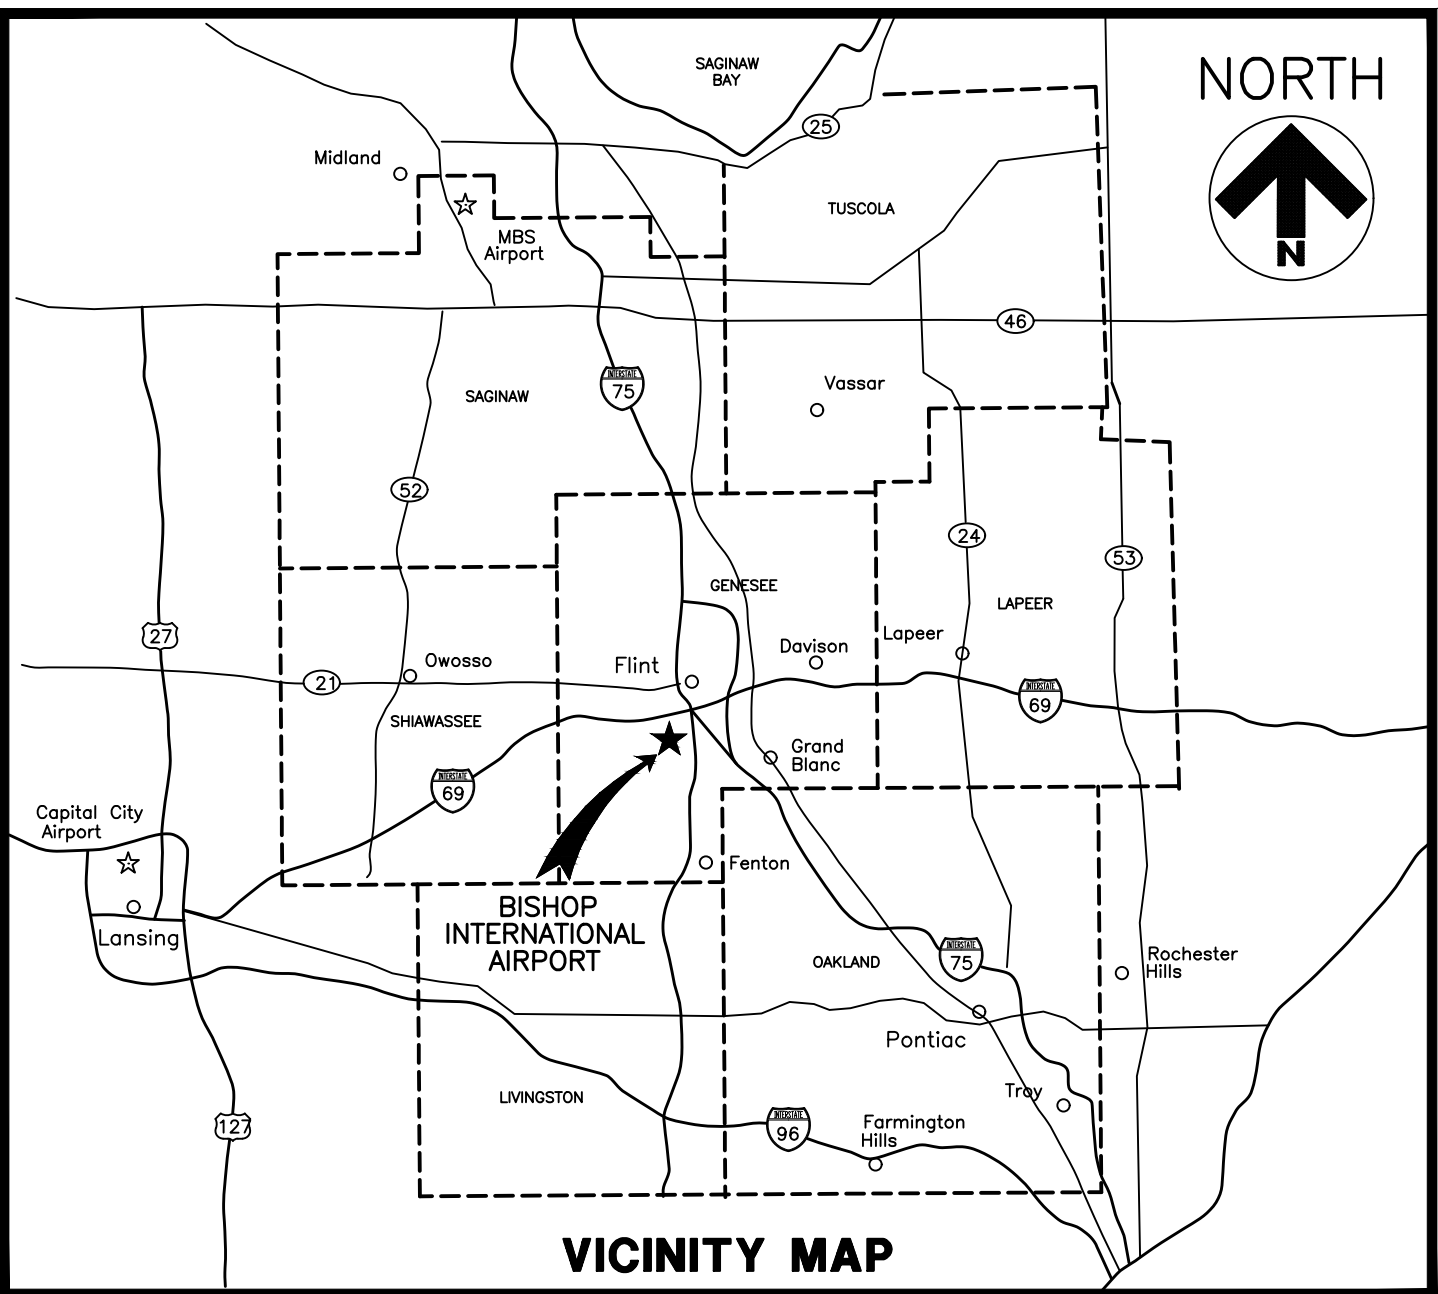 SAGINAW
BAY
NORTH
25
Midland
N
TUSCOLA
MBS
Airport
46
INTERSTATE
75
Vassar
SAGINAW
52
24
53
GENESEE
LAPEER
27
Lapeer
Davison
Owosso
Flint
21
INTERSTATE
69
SHIAWASSEE
Grand
Blanc
INTERSTATE
69
Capital City
Airport
Fenton
BISHOP
INTERNATIONAL
AIRPORT
Lansing
OAKLAND
INTERSTATE
75
Rochester
Hills
Pontiac
Troy
LIVINGSTON
127
INTERSTATE
96
Farmington
Hills
VICINITY MAP